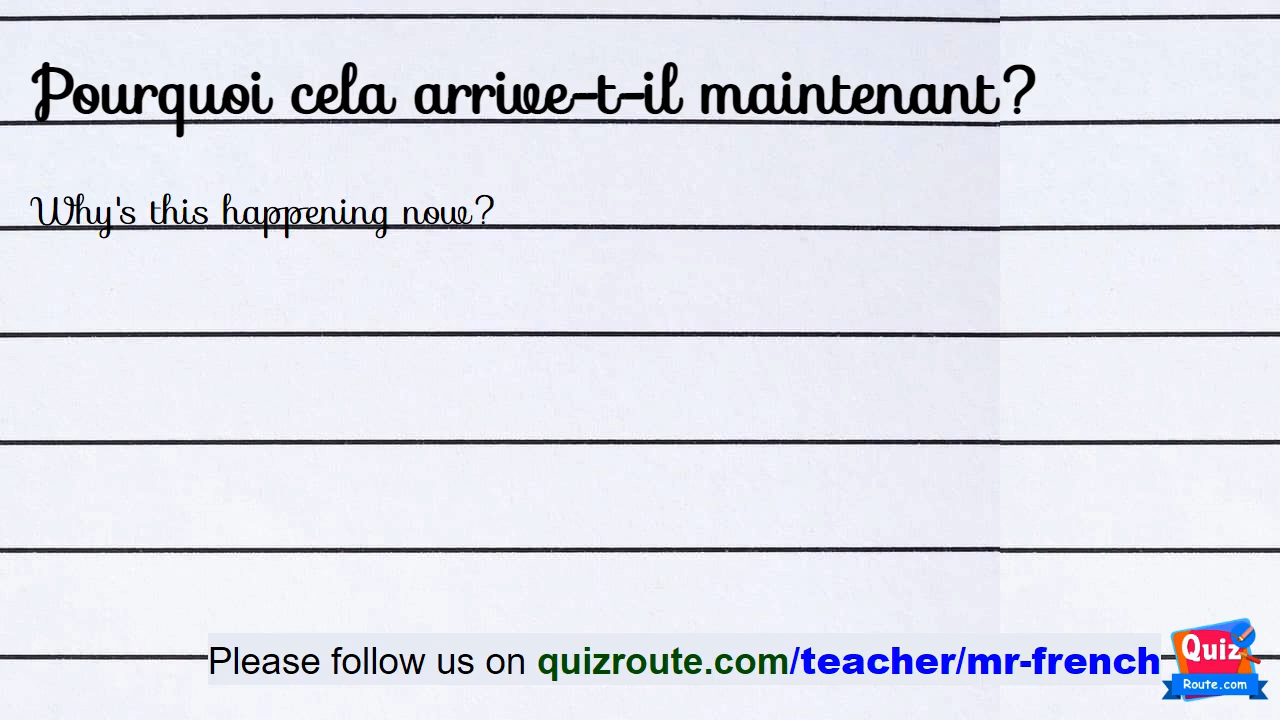 Pourquoi cela arrive-t-il maintenant?
Why's this happening now?
Please follow us on quizroute.com/teacher/mr-french
Quiz
Route.com